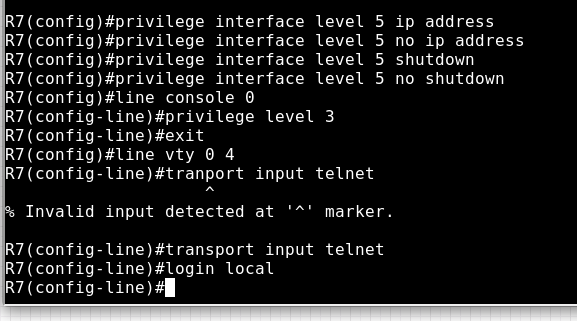 R7(config)#privilege interface level 5 ip address
R7(config)#privilege interface level 5 no ip address
R7(config)#privilege interface level 5 shutdown
R7(config)#privilege interface level 5 no shutdown
R7(config)#line console 0
R7(config-line)#privilege level 3
R7(config-line)#exit
R7(config)#line vty 0 4
R7(config-line)#tranport input telnet
                    ^
% Invalid input detected at '^' marker.

R7(config-line)#transport input telnet
R7(config-line)#login local
R7(config-line)#